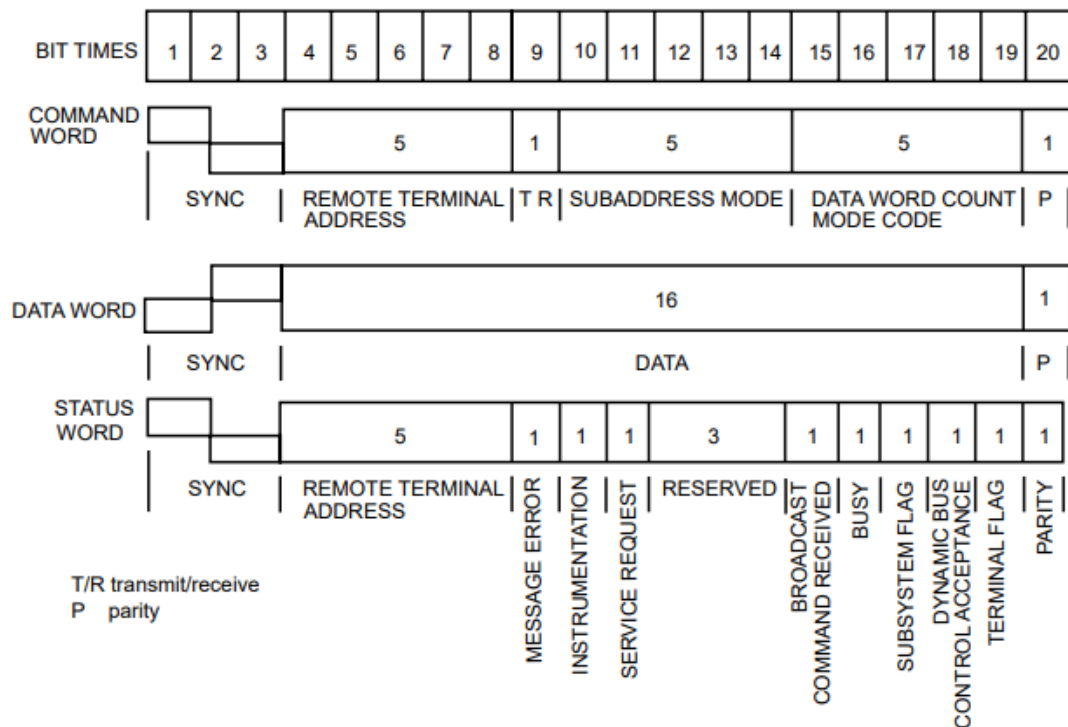 BIT TIMES 1 2 3 4 5 6 7 8 9 10 11 12 13 14 15 16 17 18 19 20
COMMAND
WORD
5 1 5 5 1
SYNC REMOTE TERMINAL
ADDRESS
T R SUBADDRESS MODE DATA WORD COUNT
MODE CODE
P
DATA WORD 16 1
SYNC DATA P
STATUS
WORD
5 1 1 1 3 1 1 1 1 1 1
SYNC REMOTE TERMINAL
ADDRESS
MESSAGE ERROR
INSTRUMENTATION
SERVICE REQUEST
RESERVED
BROADCAST
COMMAND RECEIVED
BUSY
SUBSYSTEM FLAG
DYNAMIC BUS
CONTROL ACCEPTANCE
TERMINAL FLAG
PARITY
T/R transmit/receive
P parity